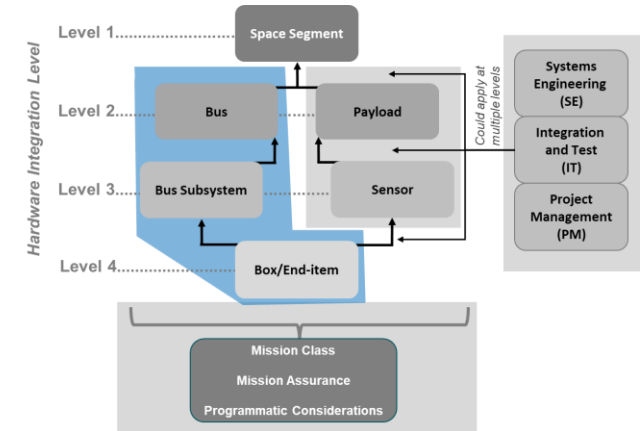 Hardware Integration Level
Level 1
Space Segment
Level 2
Bus
Payload
Level 3
Bus Subsystem
Sensor
Level 4
Box/End-item
Could apply at
multiple levels
Systems
Engineering
(SE)
Integration
and Test
(IT)
Project
Management
(PM)
Mission Class
Mission Assurance
Programmatic Considerations